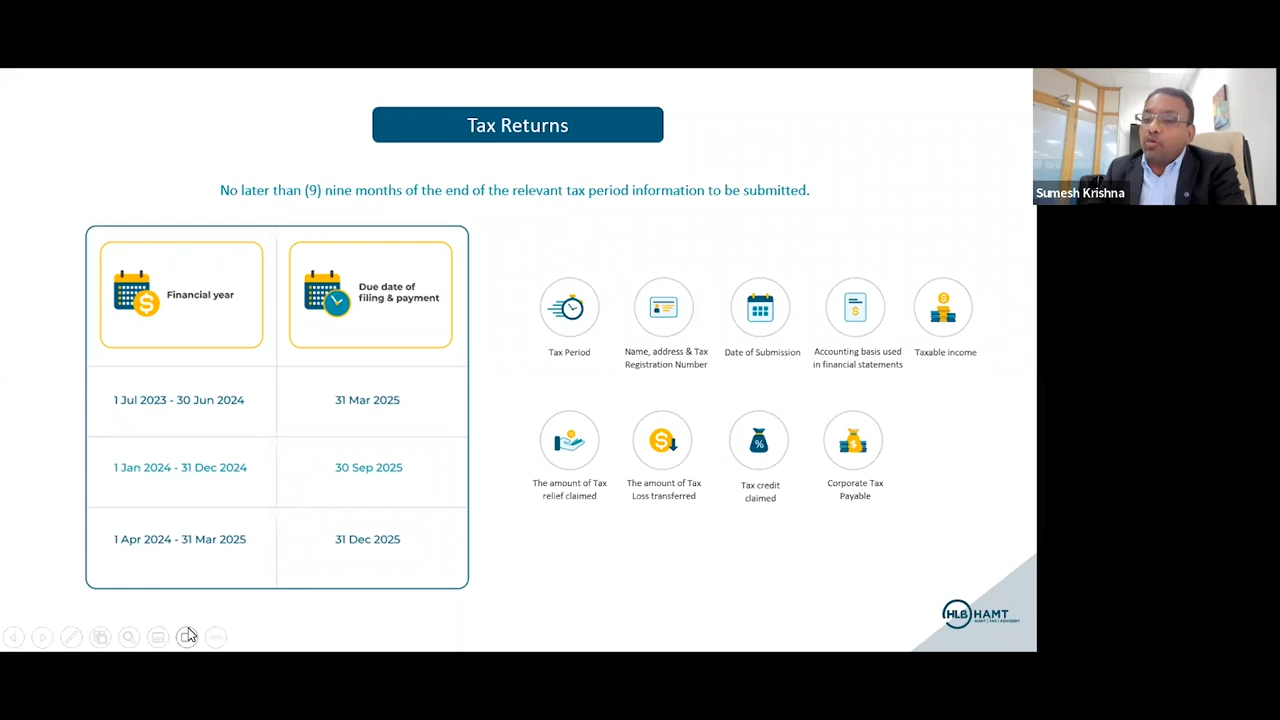 Tax Returns
No later than (9) nine months of the end of the relevant tax period information to be submitted.
Financial year
Due date of
filing & payment
1 Jul 2023 - 30 Jun 2024
31 Mar 2025
1 Jan 2024 - 31 Dec 2024
30 Sep 2025
1 Apr 2024 - 31 Mar 2025
31 Dec 2025
Tax Period
Name, address & Tax
Registration Number
Date of Submission
Accounting basis used
in financial statements
Taxable income
The amount of Tax
relief claimed
The amount of Tax
Loss transferred
Tax credit
claimed
Corporate Tax
Payable
Sumesh Krishna
HLB HAMT
AUDIT | TAX | ADVISORY